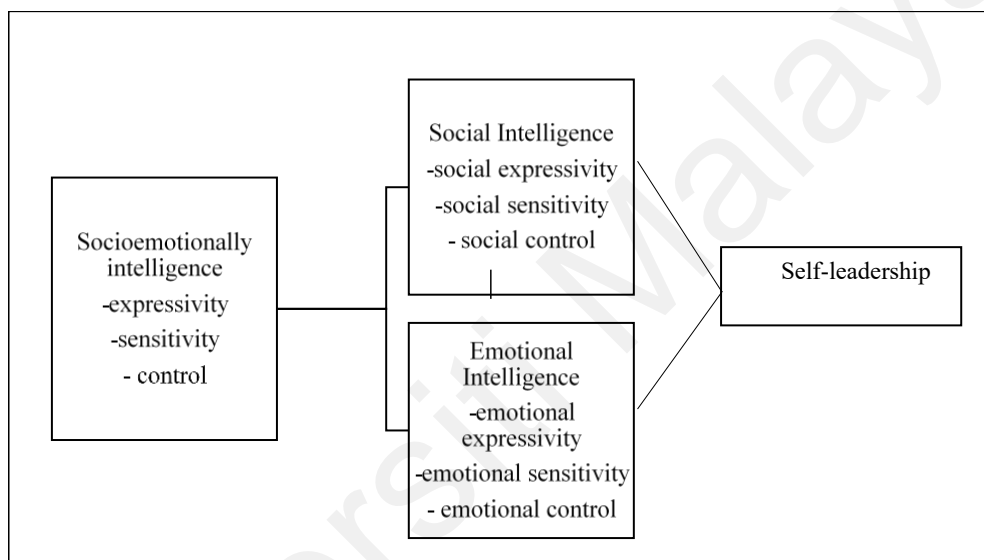 Socioemotionally
intelligence
-expressivity
-sensitivity
- control
Social Intelligence
-social expressivity
-social sensitivity
- social control
Emotional
Intelligence
-emotional
expressivity
-emotional sensitivity
- emotional control
Self-leadership